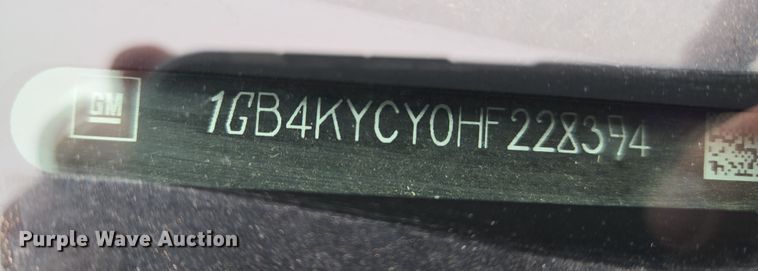 GM
1GB4KYCY0HF228394
Purple Wave Auction